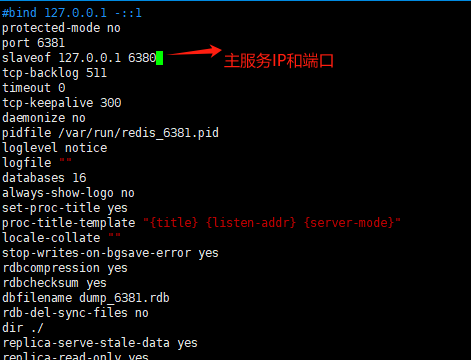 #bind 127.0.0.1 -::1
protected-mode no
port 6381
slaveof 127.0.0.1 6380
主服务IP和端口
tcp-backlog 511
timeout 0
tcp-keepalive 300
daemonize no
pidfile /var/run/redis_6381.pid
loglevel notice
logfile ""
databases 16
always-show-logo no
set-proc-title yes
proc-title-template "{title} {listen-addr} {server-mode}"
locale-collate ""
stop-writes-on-bgsave-error yes
rdbcompression yes
rdbchecksum yes
dbfilename dump_6381.rdb
rdb-del-sync-files no
dir ./
replica-serve-stale-data yes
replica-read-only yes